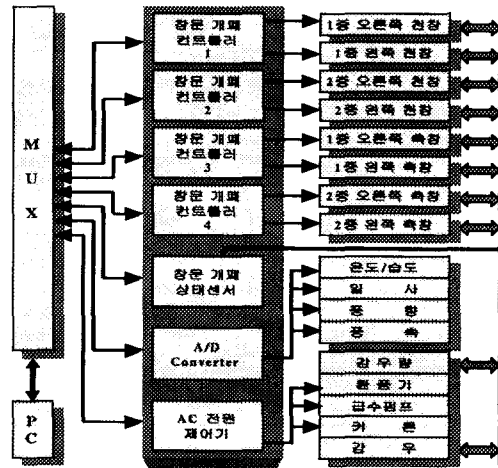 M
U
X
P
C
창문 개폐
컨트롤러
1
창문 개폐
컨트롤러
2
창문 개폐
컨트롤러
3
창문 개폐
컨트롤러
4
창문 개폐
상태센서
A/D
Converter
AC 전원
제어기
1중 오른쪽 천창
1중 왼쪽 천창
2중 오른쪽 천창
2중 왼쪽 천창
1중 오른쪽 측창
1중 왼쪽 측창
2중 오른쪽 측창
2중 왼쪽 측창
온도/습도
일 사
풍 향
풍 속
감 우 량
환 풍 기
급수펌프
커 튼
감 우